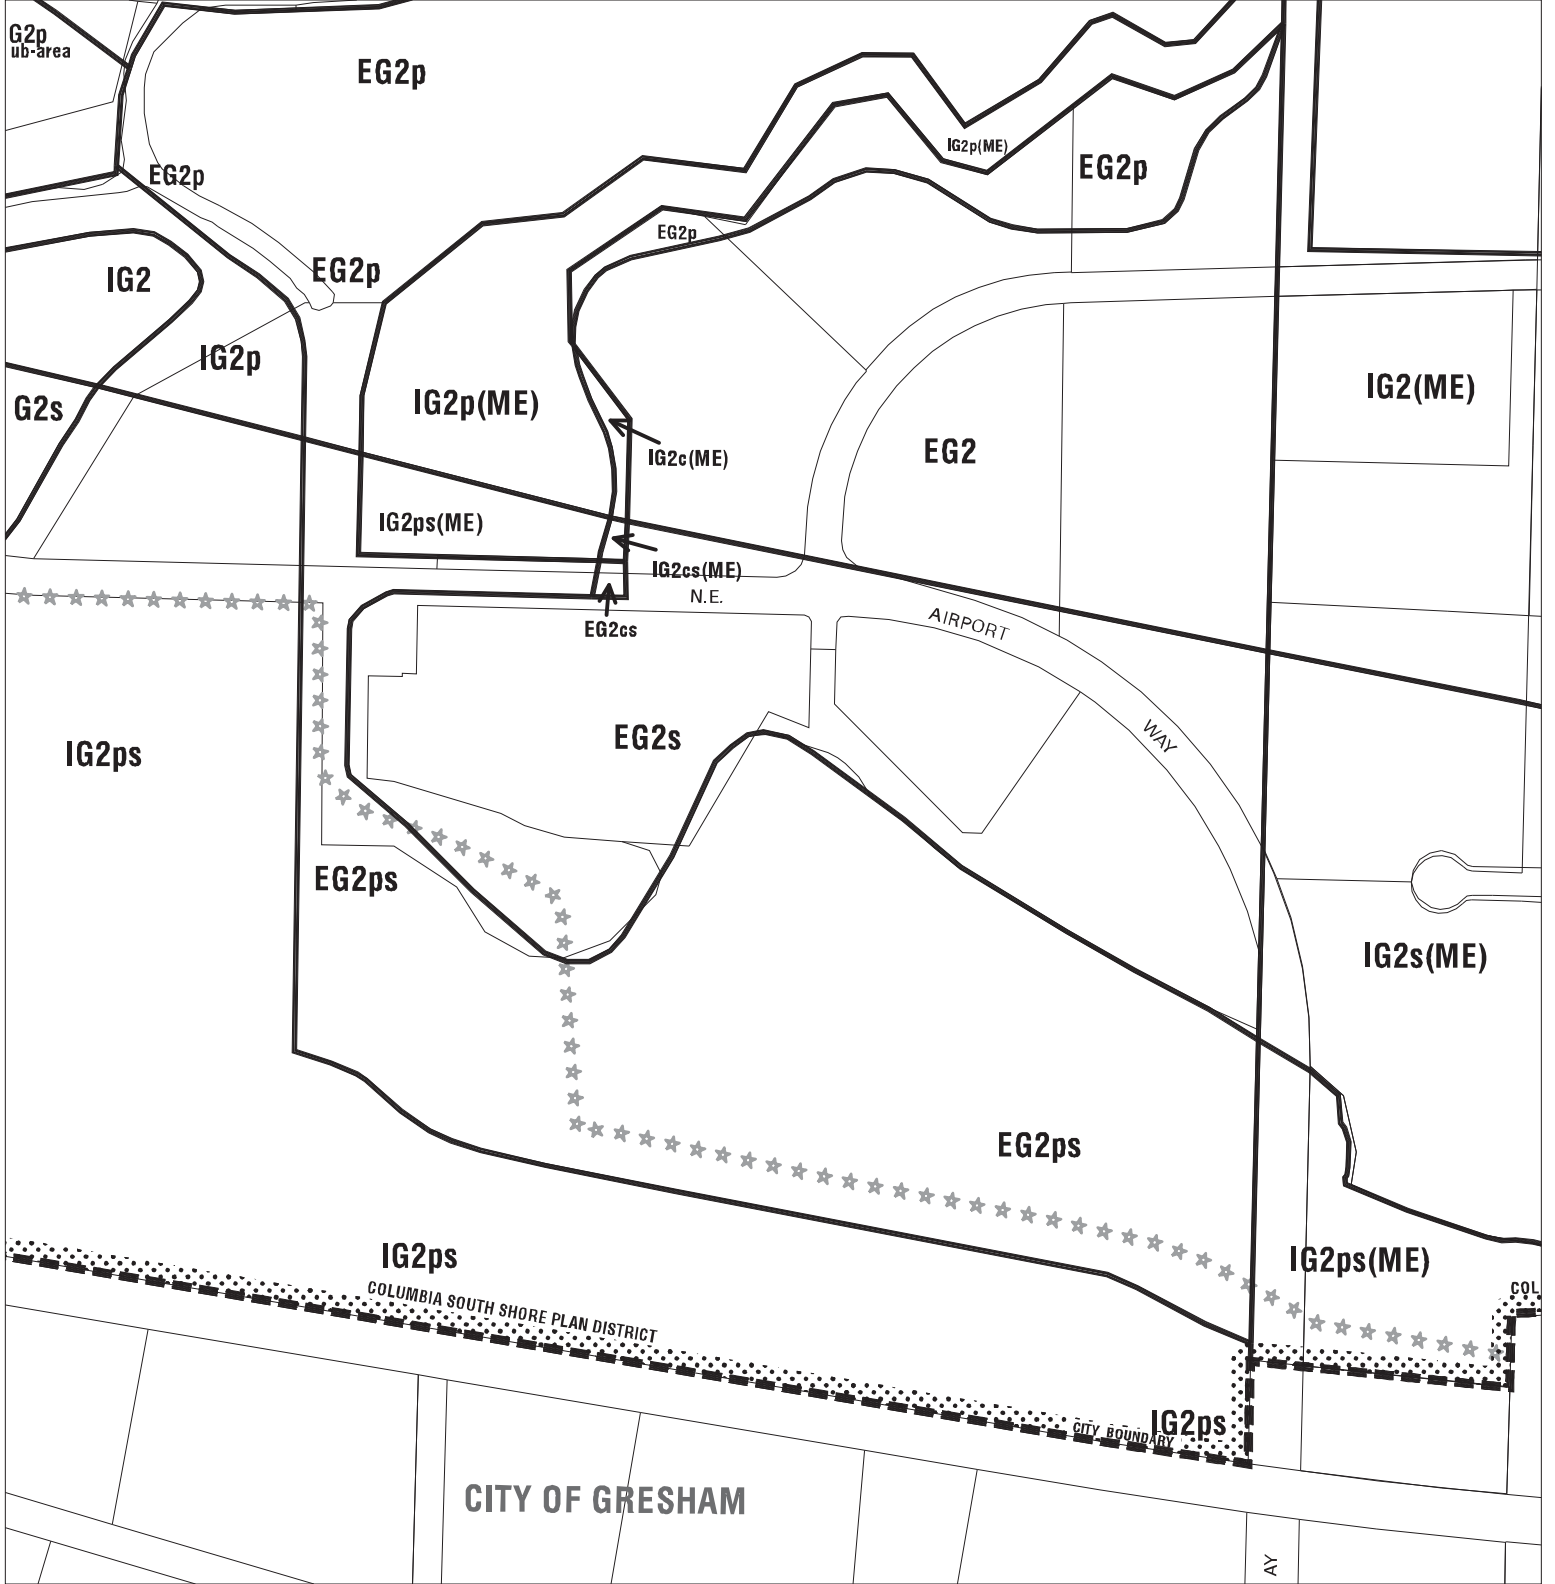 G2p
ub-area
EG2p
IG2p(ME)
EG2p
EG2p
EG2p
EG2p
IG2
IG2p
IG2(ME)
G2s
IG2p(ME)
EG2
IG2c(ME)
IG2ps(ME)
IG2cs(ME)
N.E.
AIRPORT
WAY
EG2cs
EG2s
IG2ps
EG2ps
IG2s(ME)
EG2ps
IG2ps
IG2ps(ME)
COL
COLUMBIA SOUTH SHORE PLAN DISTRICT
IG2ps
CITY BOUNDARY
CITY OF GRESHAM
AY